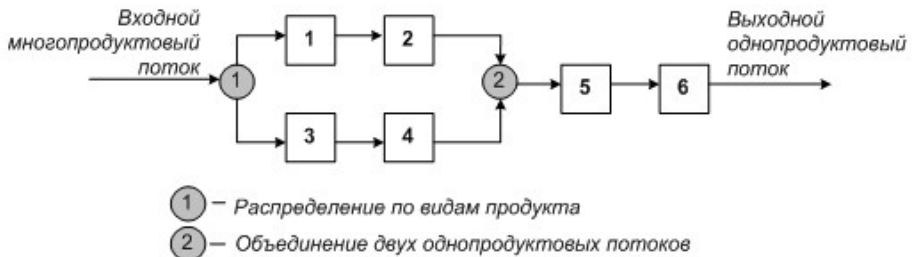 Входной
многопродуктовый
поток
1
2
Выходной
однопродуктовый
поток
1
2
5
6
3
4
1 – Распределение по видам продукта
2 – Объединение двух однопродуктовых потоков